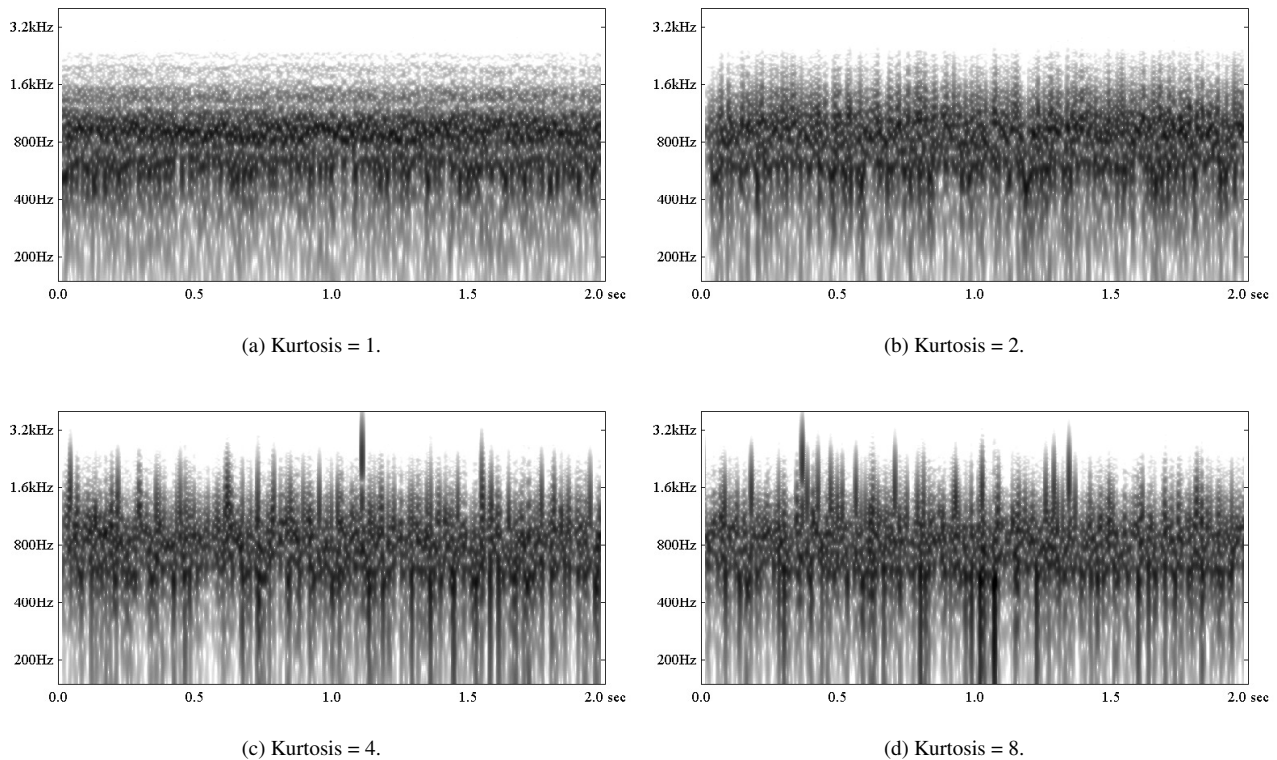 3.2kHz
1.6kHz
800Hz
400Hz
200Hz
0.0 0.5 1.0 1.5 2.0 sec
(a) Kurtosis = 1.
3.2kHz
1.6kHz
800Hz
400Hz
200Hz
0.0 0.5 1.0 1.5 2.0 sec
(b) Kurtosis = 2.
3.2kHz
1.6kHz
800Hz
400Hz
200Hz
0.0 0.5 1.0 1.5 2.0 sec
(c) Kurtosis = 4.
3.2kHz
1.6kHz
800Hz
400Hz
200Hz
0.0 0.5 1.0 1.5 2.0 sec
(d) Kurtosis = 8.